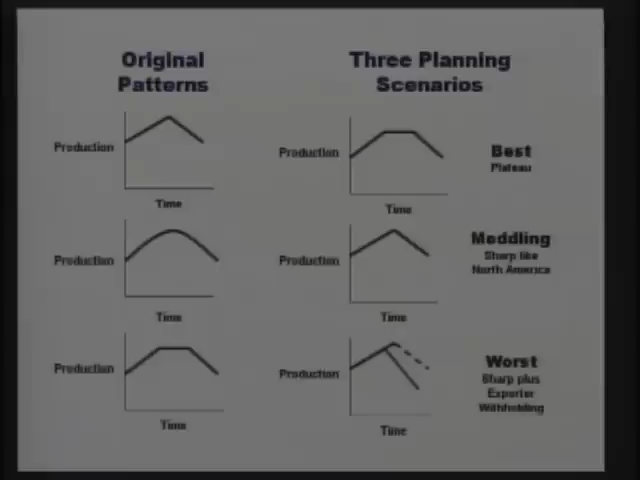 Original
Patterns
Three Planning
Scenarios
Production
Time
Production
Time
Best
Plateau
Production
Time
Production
Time
Meddling
Sharp like
North America
Production
Time
Production
Time
Worst
Sharp plus
Exporter
Withholding